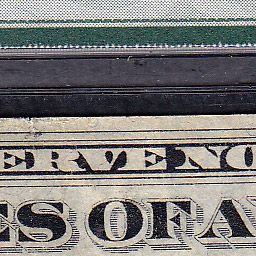 ERVE NO
ES OF A